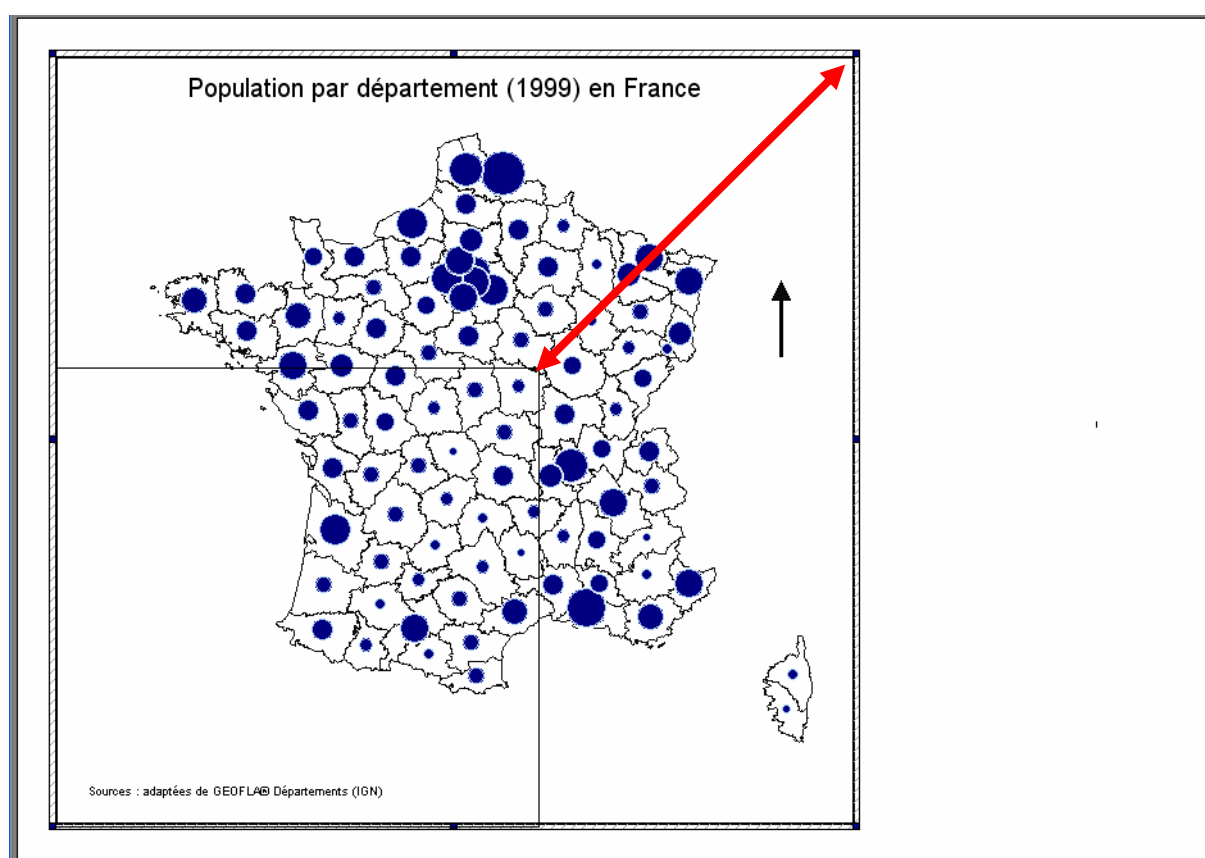 Population par département (1999) en France
Sources : adaptées de GEOFLA® Départements (IGN)